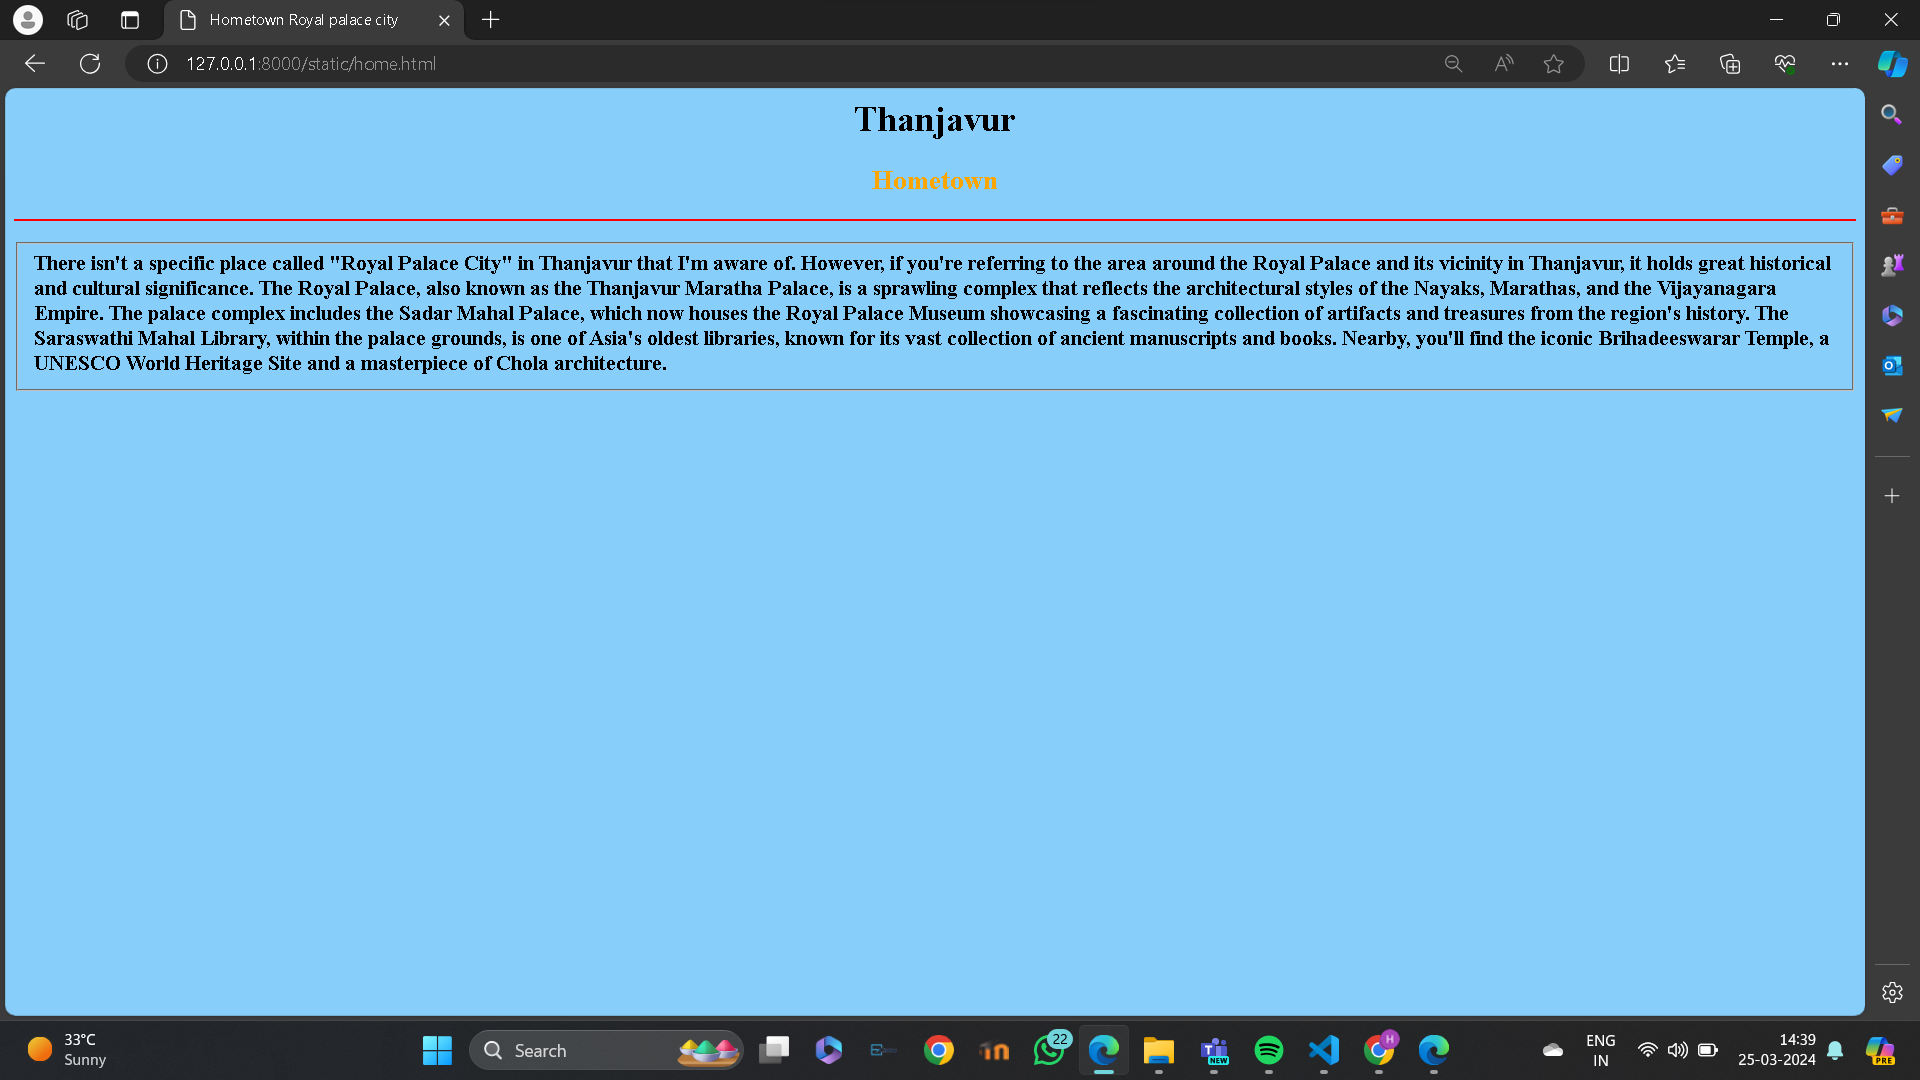 Hometown Royal palace city
127.0.0.1:8000/static/home.html
Thanjavur
Hometown
There isn't a specific place called "Royal Palace City" in Thanjavur that I'm aware of. However, if you're referring to the area around the Royal Palace and its vicinity in Thanjavur, it holds great historical
and cultural significance. The Royal Palace, also known as the Thanjavur Maratha Palace, is a sprawling complex that reflects the architectural styles of the Nayaks, Marathas, and the Vijayanagara
Empire. The palace complex includes the Sadar Mahal Palace, which now houses the Royal Palace Museum showcasing a fascinating collection of artifacts and treasures from the region's history. The
Saraswathi Mahal Library, within the palace grounds, is one of Asia's oldest libraries, known for its vast collection of ancient manuscripts and books. Nearby, you'll find the iconic Brihadeeswarar Temple, a
UNESCO World Heritage Site and a masterpiece of Chola architecture.
33°C
Sunny
Search
22
NEW
H
ENG
IN
14:39
25-03-2024
PRE